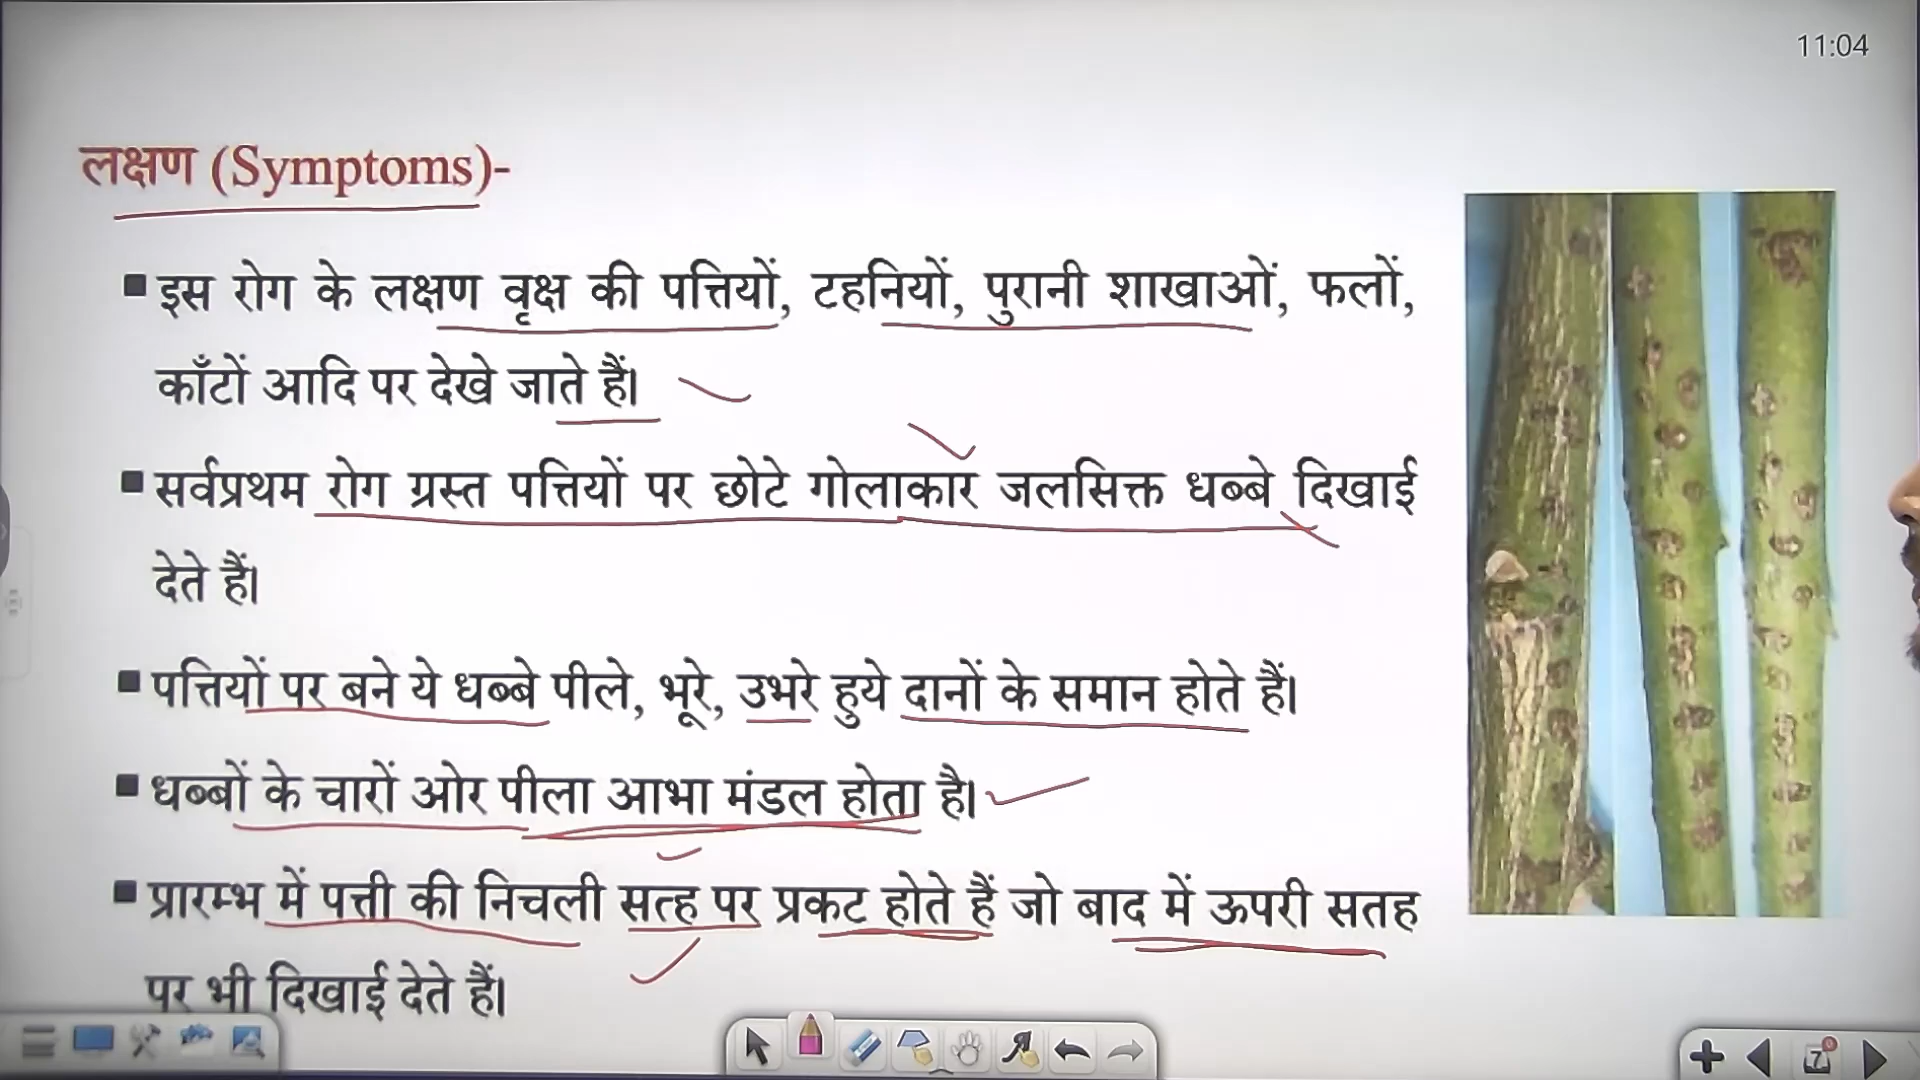 11:04
लक्षण (Symptoms)-
इस रोग के लक्षण वृक्ष की पत्तियों, टहनियों, पुरानी शाखाओं, फलों,
काँटों आदि पर देखे जाते हैं।
सर्वप्रथम रोग ग्रस्त पत्तियों पर छोटे गोलाकार जलसिक्त धब्बे दिखाई
देते हैं।
पत्तियों पर बने ये धब्बे पीले, भूरे, उभरे हुये दानों के समान होते हैं।
धब्बों के चारों ओर पीला आभा मंडल होता है।
प्रारम्भ में पत्ती की निचली सत्ह पर प्रकट होते हैं जो बाद में ऊपरी सतह
पर भी दिखाई देते हैं।
7